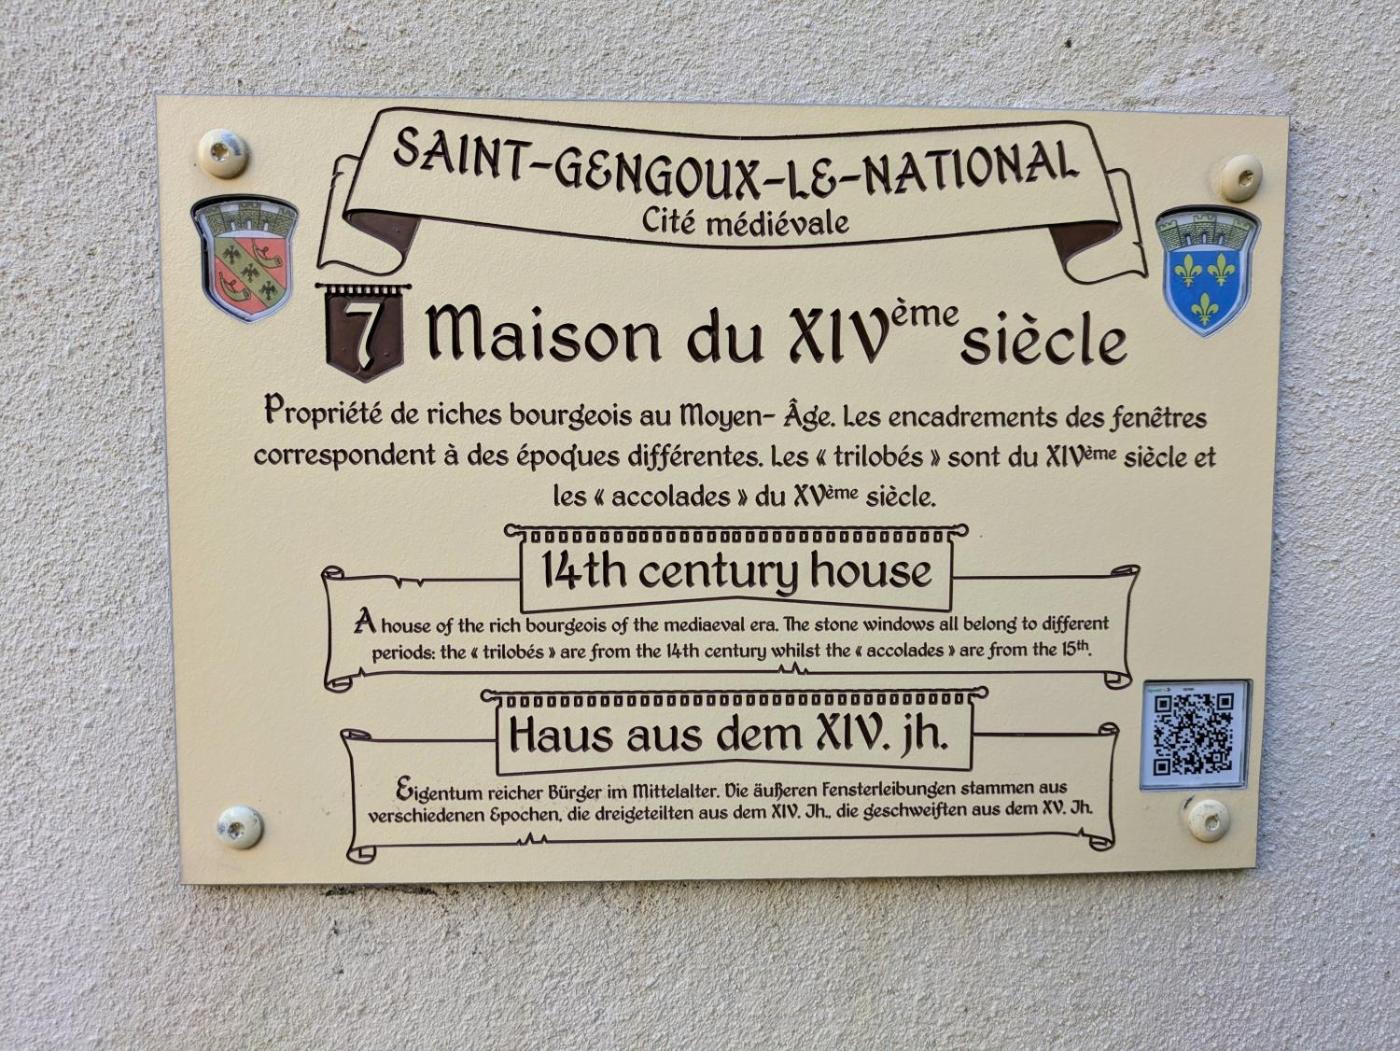 SAINT-GENGOUX-LE-NATIONAL
Cité médiévale
7 Maison du XIVème siècle
Propriété de riches bourgeois au Moyen- Âge. Les encadrements des fenêtres
correspondent à des époques différentes. Les « trilobés » sont du XIVème siècle et
les « accolades » du XVème siècle.
14th century house
A house of the rich bourgeois of the mediaeval era. The stone windows all belong to different
periods: the « trilobés » are from the 14th century whilst the « accolades » are from the 15th.
Haus aus dem XIV. jh.
Eigentum reicher Bürger im Mittelalter. Die äußeren Fensterleibungen stammen aus
verschiedenen Epochen, die dreigeteilten aus dem XIV. Jh., die geschweiften aus dem XV. Jh.